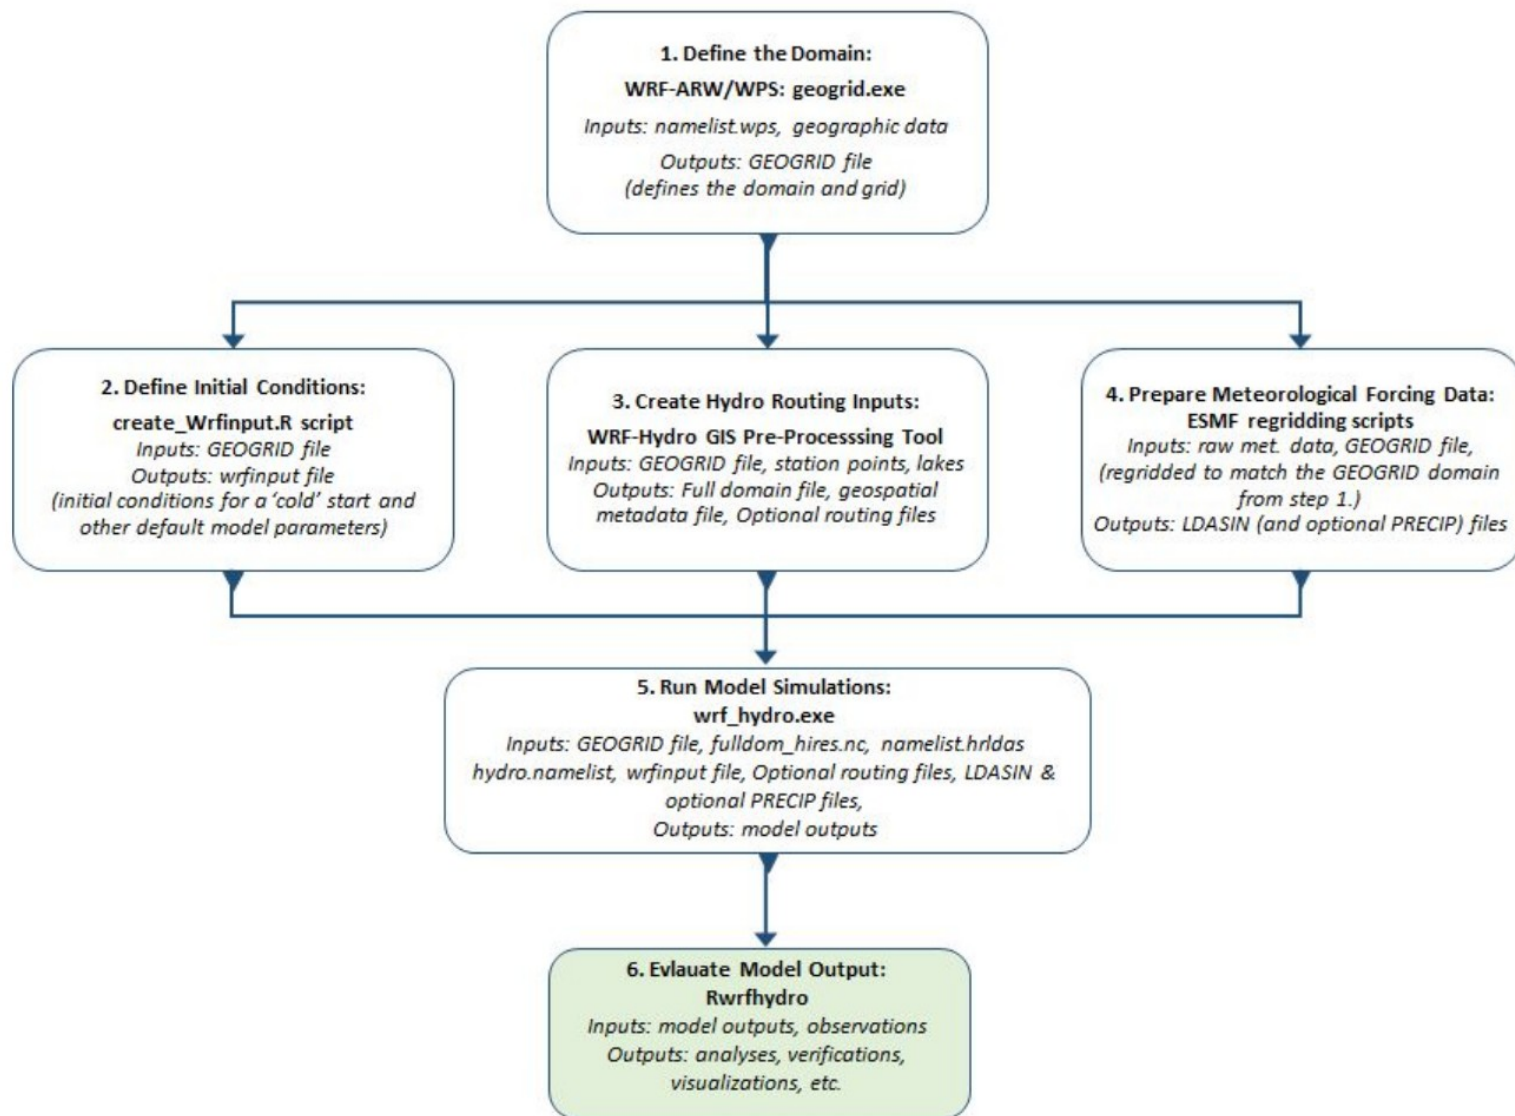 1. Define the Domain:
WRF-ARW/WPS: geogrid.exe
Inputs: namelist.wps, geographic data
Outputs: GEOGRID file
(defines the domain and grid)
2. Define Initial Conditions:
create_Wrfinput.R script
Inputs: GEOGRID file
Outputs: wrfinput file
(initial conditions for a ‘cold’ start and
other default model parameters)
3. Create Hydro Routing Inputs:
WRF-Hydro GIS Pre-Processsing Tool
Inputs: GEOGRID file, station points, lakes
Outputs: Full domain file, geospatial
metadata file, Optional routing files
4. Prepare Meteorological Forcing Data:
ESMF regridding scripts
Inputs: raw met. data, GEOGRID file,
(regridded to match the GEOGRID domain
from step 1.)
Outputs: LDASIN (and optional PRECIP) files
5. Run Model Simulations:
wrf_hydro.exe
Inputs: GEOGRID file, fulldom_hires.nc, namelist.hrldas
hydro.namelist, wrfinput file, Optional routing files, LDASIN &
optional PRECIP files,
Outputs: model outputs
6. Evlauate Model Output:
Rwrfhydro
Inputs: model outputs, observations
Outputs: analyses, verifications,
visualizations, etc.